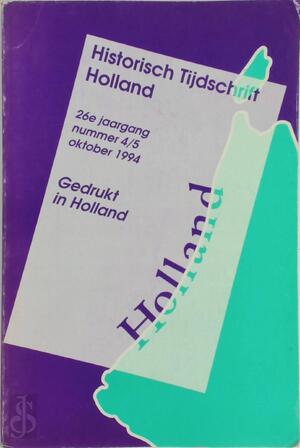 Historisch Tijdschrift
Holland
26e jaargang
nummer 4/5
oktober 1994
Gedrukt
in Holland
Holland